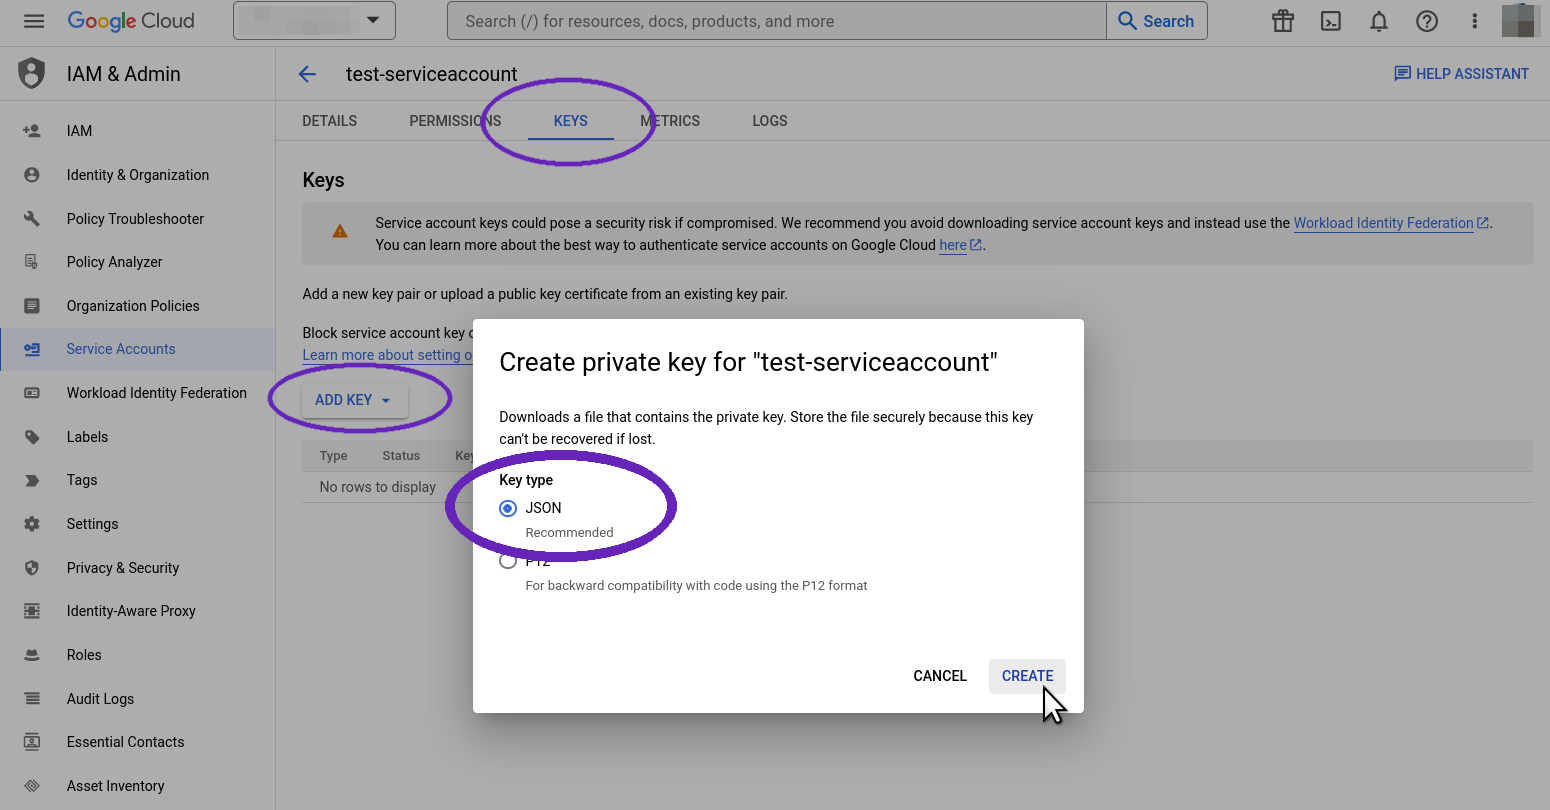 Google Cloud
Search (/) for resources, docs, products, and more
Search
IAM & Admin
test-serviceaccount
HELP ASSISTANT
DETAILS
PERMISSIONS
KEYS
METRICS
LOGS
IAM
Identity & Organization
Policy Troubleshooter
Policy Analyzer
Organization Policies
Service Accounts
Workload Identity Federation
Labels
Tags
Settings
Privacy & Security
Identity-Aware Proxy
Roles
Audit Logs
Essential Contacts
Asset Inventory
Keys
Service account keys could pose a security risk if compromised. We recommend you avoid downloading service account keys and instead use the Workload Identity Federation.
You can learn more about the best way to authenticate service accounts on Google Cloud here.
Add a new key pair or upload a public key certificate from an existing key pair.
Block service account key
Learn more about setting
ADD KEY
Type Status Key
No rows to display
Create private key for "test-serviceaccount"
Downloads a file that contains the private key. Store the file securely because this key
can't be recovered if lost.
Key type
JSON
Recommended
P12
For backward compatibility with code using the P12 format
CANCEL
CREATE